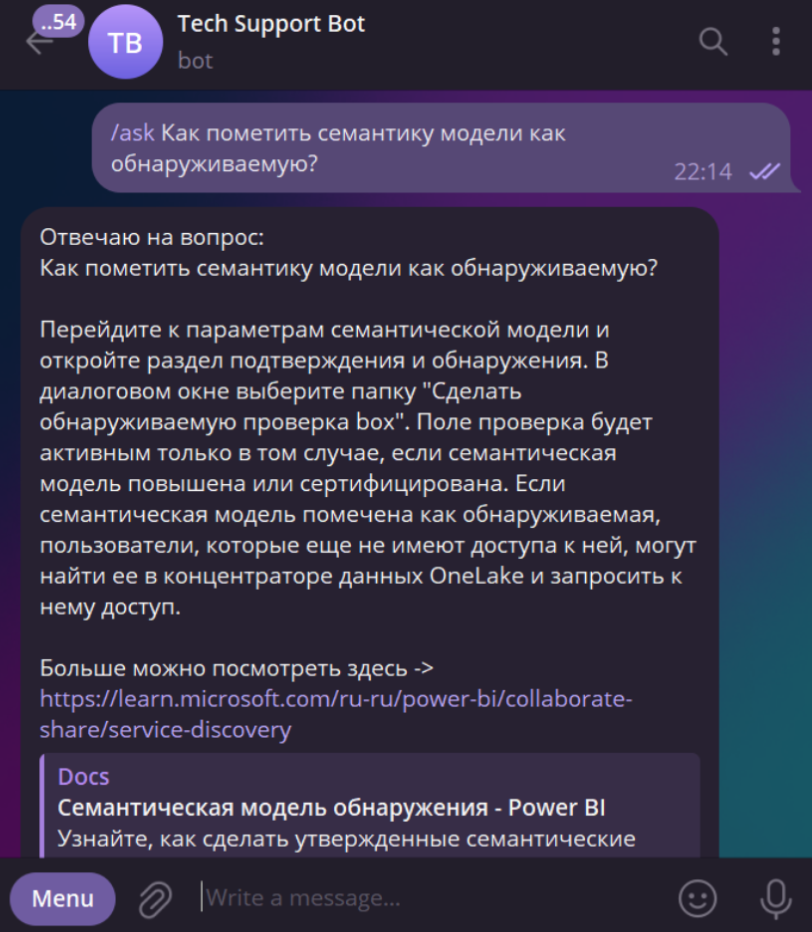 ..54
TB
Tech Support Bot
bot
/ask Как пометить семантику модели как
обнаруживаемую?
22:14
Отвечаю на вопрос:
Как пометить семантику модели как обнаруживаемую?
Перейдите к параметрам семантической модели и
откройте раздел подтверждения и обнаружения. В
диалоговом окне выберите папку "Сделать
обнаруживаемую проверка box". Поле проверка будет
активным только в том случае, если семантическая
модель повышена или сертифицирована. Если
семантическая модель помечена как обнаруживаемая,
пользователи, которые еще не имеют доступа к ней, могут
найти ее в концентраторе данных OneLake и запросить к
нему доступ.
Больше можно посмотреть здесь ->
https://learn.microsoft.com/ru-ru/power-bi/collaborate-
share/service-discovery
Docs
Семантическая модель обнаружения - Power BI
Узнайте, как сделать утвержденные семантические
Menu
Write a message...